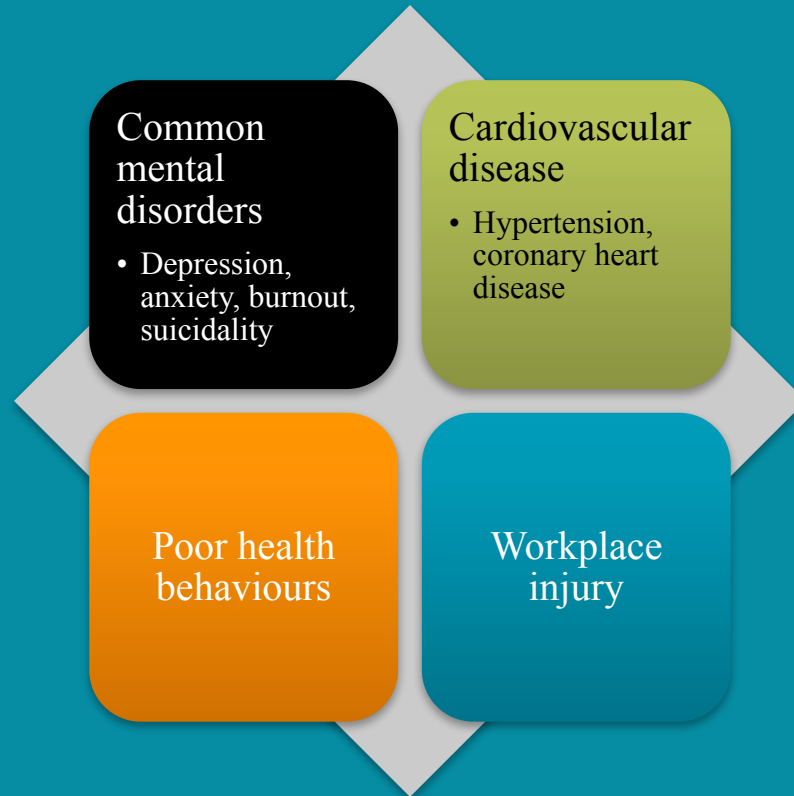 Common
mental
disorders
• Depression,
anxiety, burnout,
suicidality
Cardiovascular
disease
• Hypertension,
coronary heart
disease
Poor health
behaviours
Workplace
injury